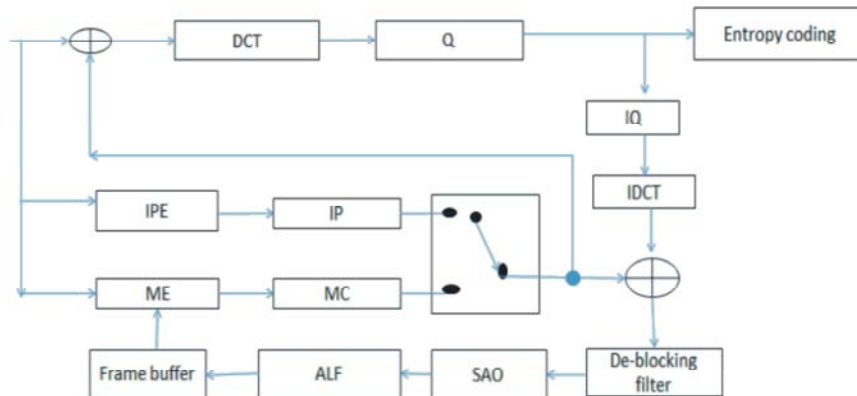 DCT
Q
Entropy coding
IQ
IDCT
IPE
IP
ME
MC
Frame buffer
ALF
SAO
De-blocking
filter